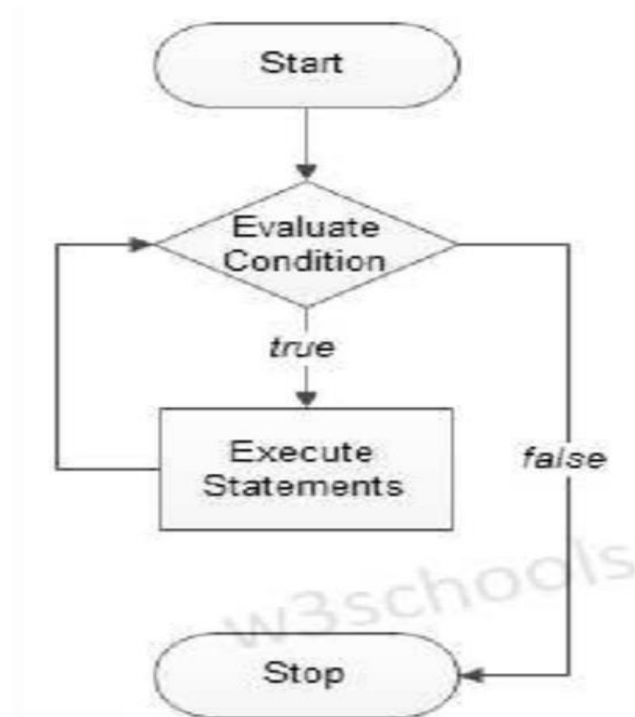 Start
Evaluate
Condition
true
Execute
Statements
false
w3schools
Stop